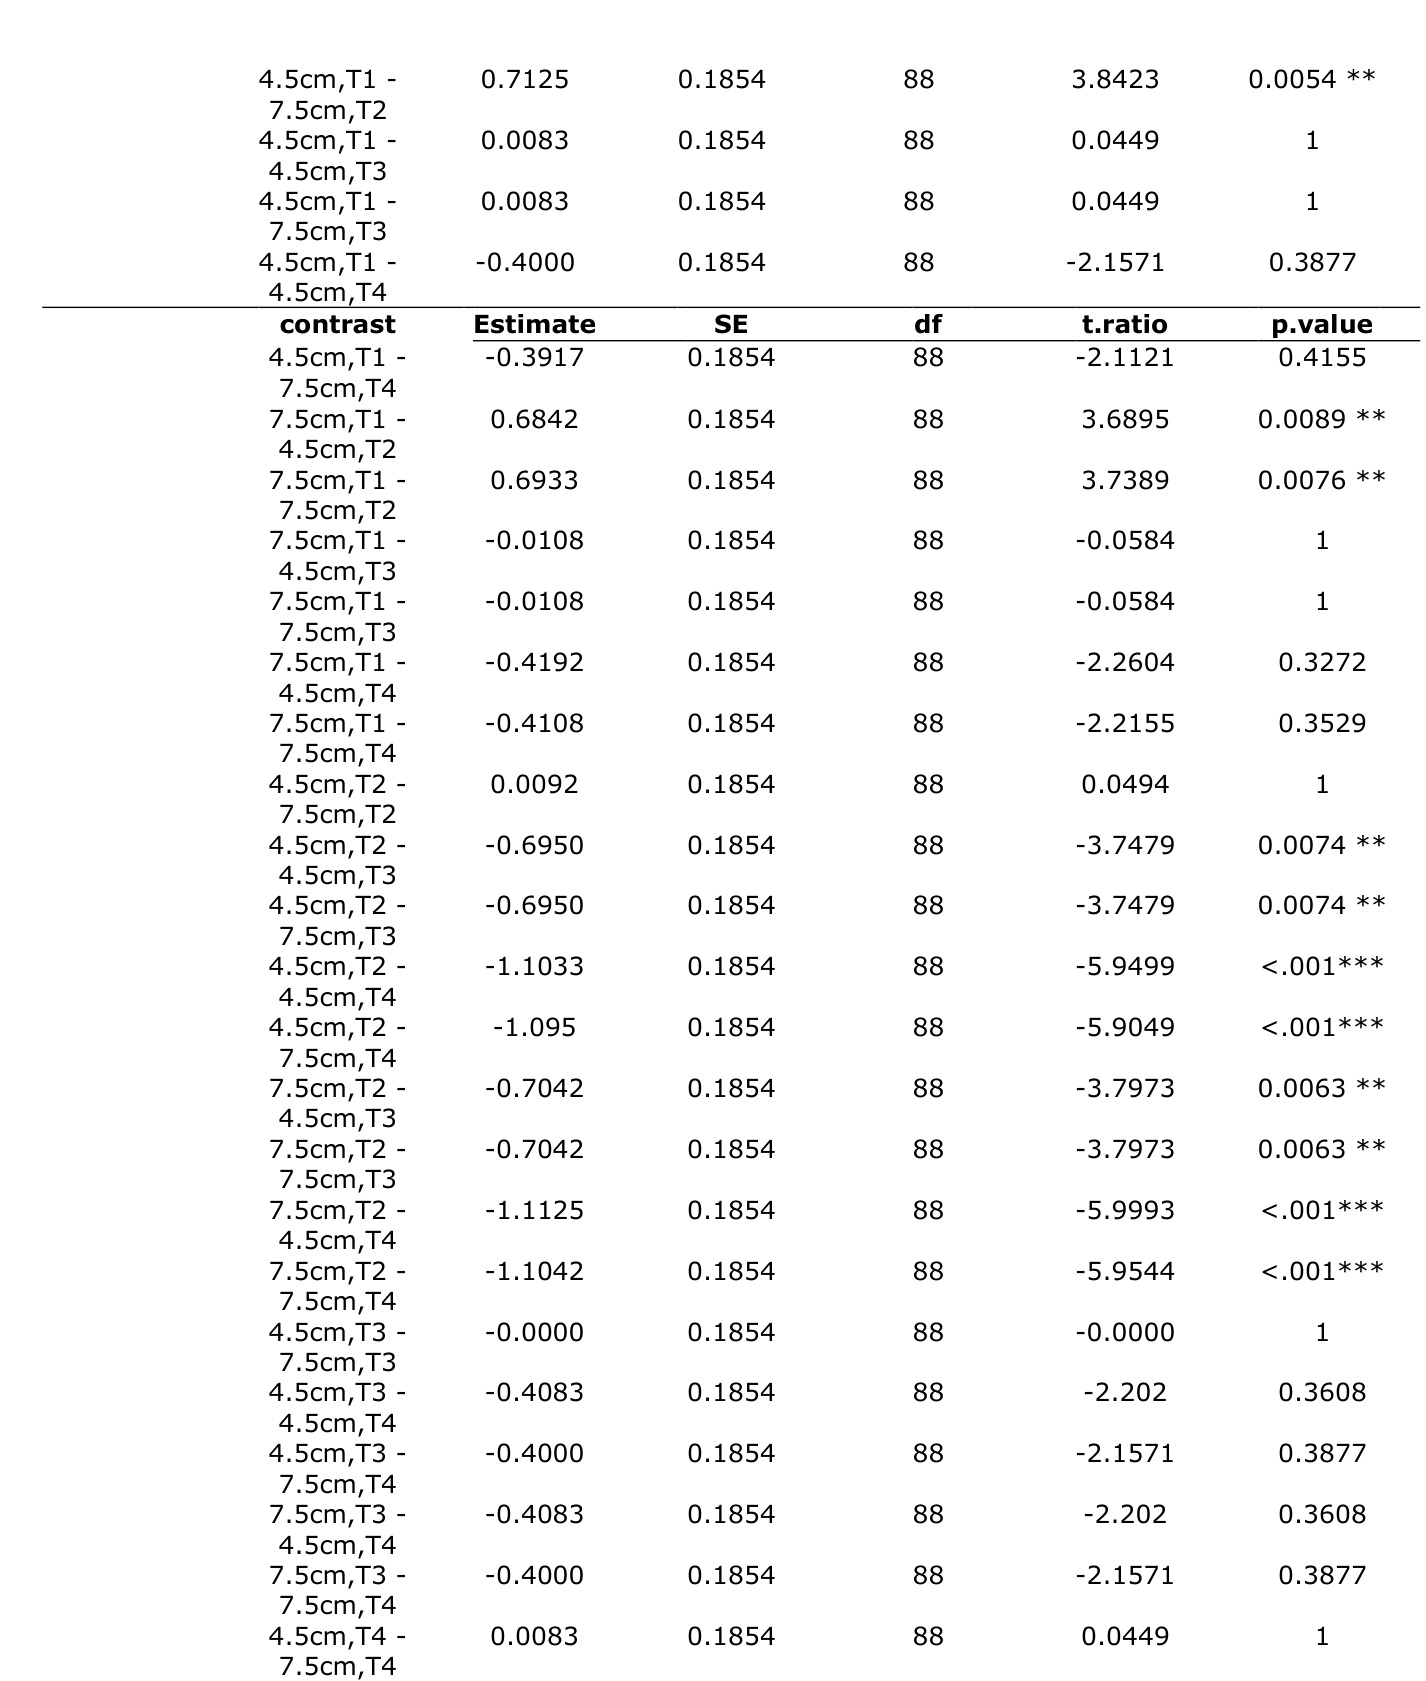 4.5cm,T1 - 0.7125 0.1854 88 3.8423 0.0054 **
7.5cm,T2
4.5cm,T1 - 0.0083 0.1854 88 0.0449 1
4.5cm,T3
4.5cm,T1 - 0.0083 0.1854 88 0.0449 1
7.5cm,T3
4.5cm,T1 - -0.4000 0.1854 88 -2.1571 0.3877
4.5cm,T4
contrast Estimate SE df t.ratio p.value
4.5cm,T1 - -0.3917 0.1854 88 -2.1121 0.4155
7.5cm,T4
7.5cm,T1 - 0.6842 0.1854 88 3.6895 0.0089 **
4.5cm,T2
7.5cm,T1 - 0.6933 0.1854 88 3.7389 0.0076 **
7.5cm,T2
7.5cm,T1 - -0.0108 0.1854 88 -0.0584 1
4.5cm,T3
7.5cm,T1 - -0.0108 0.1854 88 -0.0584 1
7.5cm,T3
7.5cm,T1 - -0.4192 0.1854 88 -2.2604 0.3272
4.5cm,T4
7.5cm,T1 - -0.4108 0.1854 88 -2.2155 0.3529
7.5cm,T4
4.5cm,T2 - 0.0092 0.1854 88 0.0494 1
7.5cm,T2
4.5cm,T2 - -0.6950 0.1854 88 -3.7479 0.0074 **
4.5cm,T3
4.5cm,T2 - -0.6950 0.1854 88 -3.7479 0.0074 **
7.5cm,T3
4.5cm,T2 - -1.1033 0.1854 88 -5.9499 <.001***
4.5cm,T4
4.5cm,T2 - -1.095 0.1854 88 -5.9049 <.001***
7.5cm,T4
7.5cm,T2 - -0.7042 0.1854 88 -3.7973 0.0063 **
4.5cm,T3
7.5cm,T2 - -0.7042 0.1854 88 -3.7973 0.0063 **
7.5cm,T3
7.5cm,T2 - -1.1125 0.1854 88 -5.9993 <.001***
4.5cm,T4
7.5cm,T2 - -1.1042 0.1854 88 -5.9544 <.001***
7.5cm,T4
4.5cm,T3 - -0.0000 0.1854 88 -0.0000 1
7.5cm,T3
4.5cm,T3 - -0.4083 0.1854 88 -2.202 0.3608
4.5cm,T4
4.5cm,T3 - -0.4000 0.1854 88 -2.1571 0.3877
7.5cm,T4
7.5cm,T3 - -0.4083 0.1854 88 -2.202 0.3608
4.5cm,T4
7.5cm,T3 - -0.4000 0.1854 88 -2.1571 0.3877
7.5cm,T4
4.5cm,T4 - 0.0083 0.1854 88 0.0449 1
7.5cm,T4